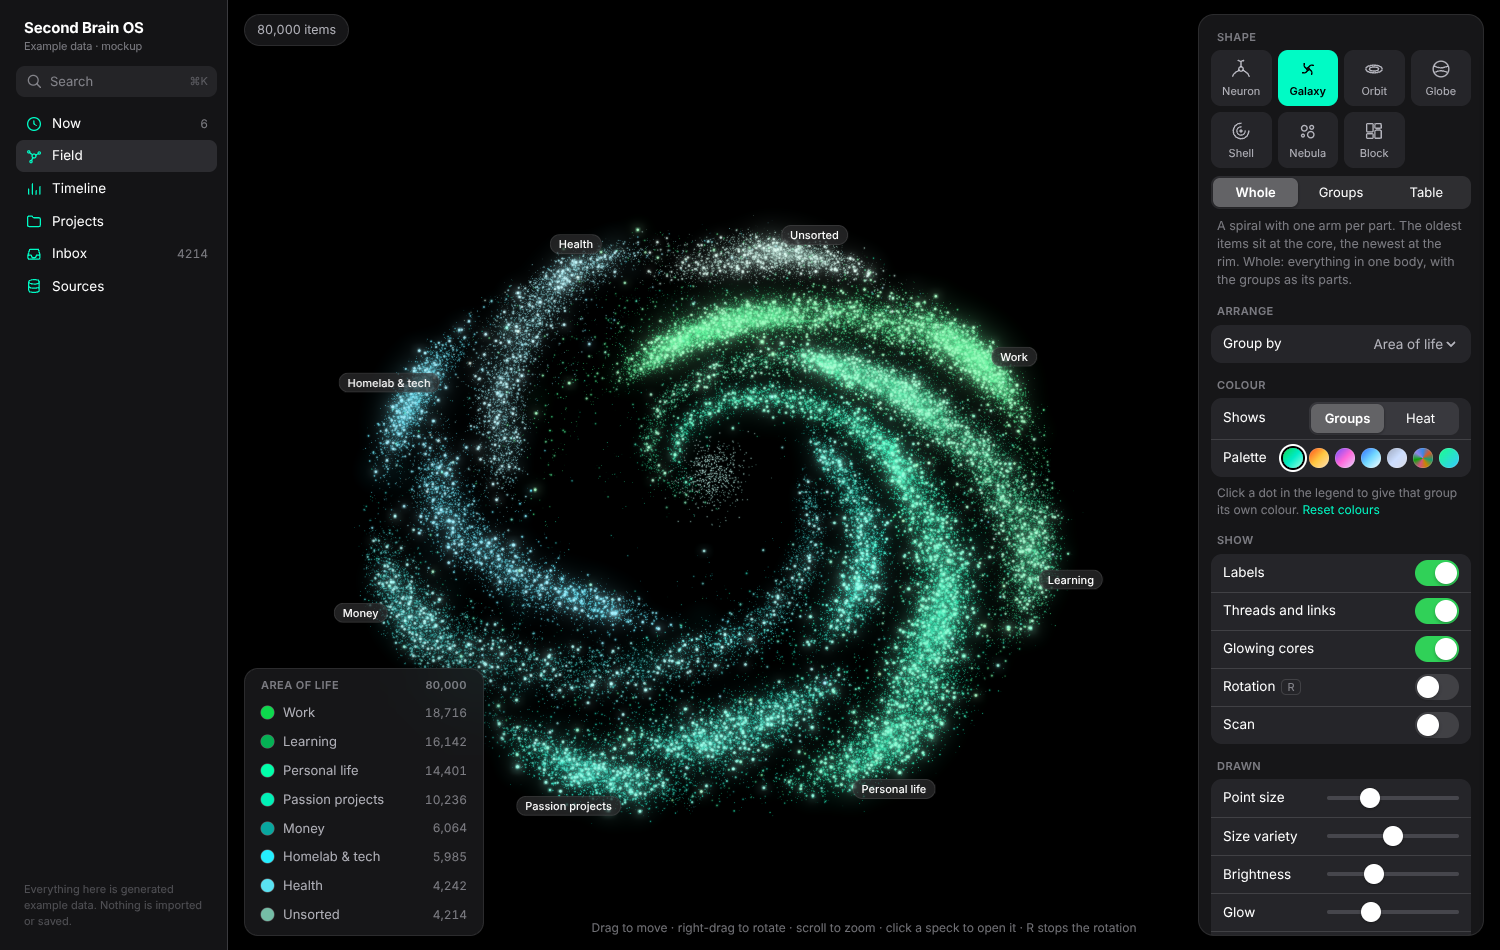 Second Brain OS
Example data · mockup
Search ⌘K
Now 6
Field
Timeline
Projects
Inbox 4214
Sources
Everything here is generated
example data. Nothing is imported
or saved.
80,000 items
Health
Unsorted
Work
Homelab & tech
Learning
Money
Personal life
Passion projects
AREA OF LIFE 80,000
Work 18,716
Learning 16,142
Personal life 14,401
Passion projects 10,236
Money 6,064
Homelab & tech 5,985
Health 4,242
Unsorted 4,214
Drag to move · right-drag to rotate · scroll to zoom · click a speck to open it · R stops the rotation
SHAPE
Neuron Galaxy Orbit Globe
Shell Nebula Block
Whole Groups Table
A spiral with one arm per part. The oldest
items sit at the core, the newest at the
rim. Whole: everything in one body, with
the groups as its parts.
ARRANGE
Group by Area of life
COLOUR
Shows Groups Heat
Palette
Click a dot in the legend to give that group
its own colour. Reset colours
SHOW
Labels
Threads and links
Glowing cores
Rotation R
Scan
DRAWN
Point size
Size variety
Brightness
Glow